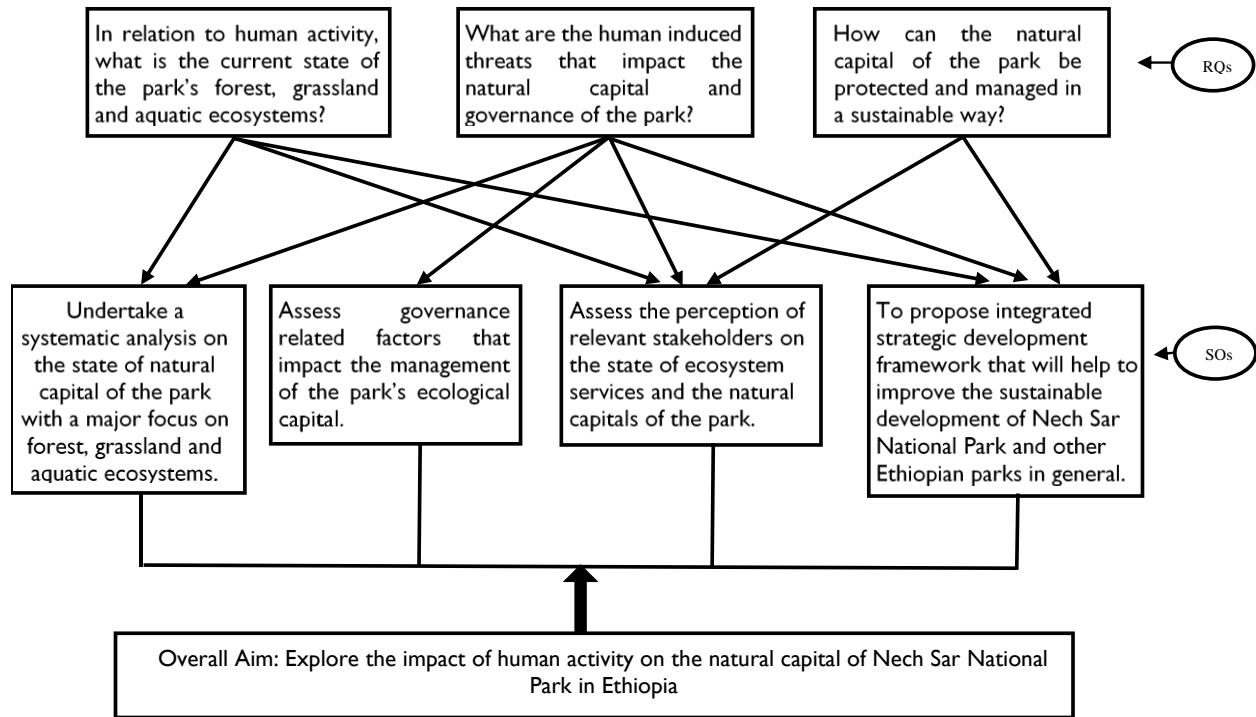 In relation to human activity,
what is the current state of
the park's forest, grassland
and aquatic ecosystems?
What are the human induced
threats that impact the
natural capital and
governance of the park?
How can the natural
capital of the park be
protected and managed in
a sustainable way?
RQs
Undertake a
systematic analysis on
the state of natural
capital of the park
with a major focus on
forest, grassland and
aquatic ecosystems.
Assess governance
related factors that
impact the management
of the park's ecological
capital.
Assess the perception of
relevant stakeholders on
the state of ecosystem
services and the natural
capitals of the park.
To propose integrated
strategic development
framework that will help to
improve the sustainable
development of Nech Sar
National Park and other
Ethiopian parks in general.
SOs
Overall Aim: Explore the impact of human activity on the natural capital of Nech Sar National
Park in Ethiopia